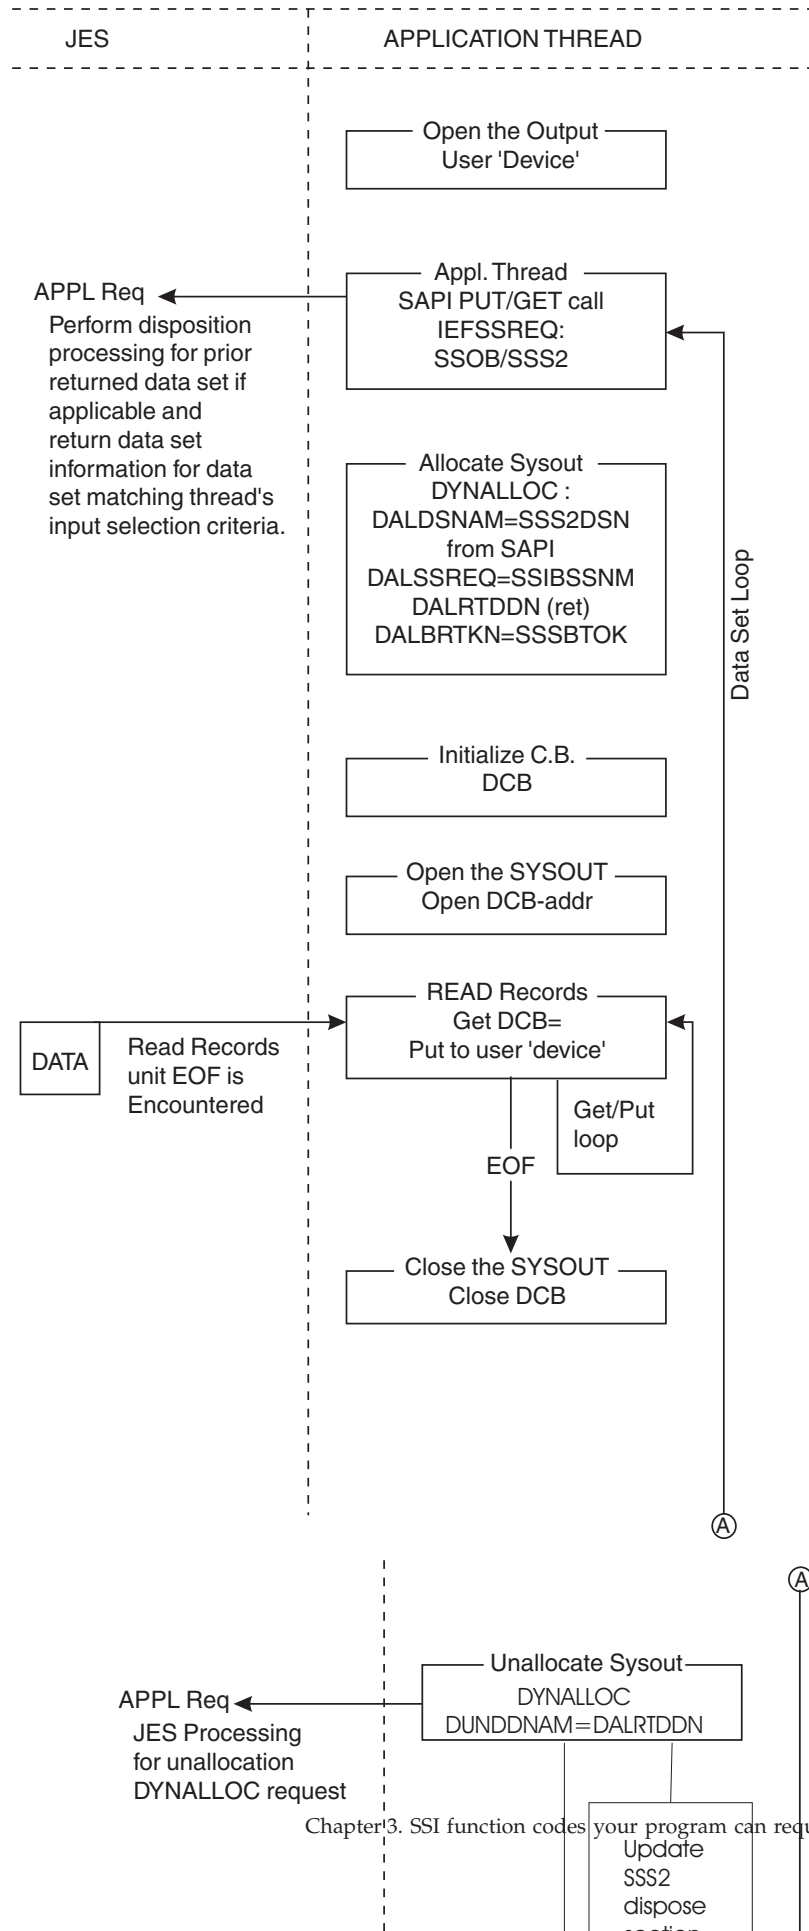 JES
APPLICATION THREAD
Open the Output
User 'Device'
Appl. Thread
SAPI PUT/GET call
IEFSSREQ:
SSOB/SSS2
APPL Req
Perform disposition
processing for prior
returned data set if
applicable and
return data set
information for data
set matching thread's
input selection criteria.
Allocate Sysout
DYNALLOC :
DALDSNAM=SSS2DSN
from SAPI
DALSSREQ=SSIBSSNM
DALRTDDN (ret)
DALBRTKN=SSSBTOK
Data Set Loop
Initialize C.B.
DCB
Open the SYSOUT
Open DCB-addr
READ Records
Get DCB=
Put to user 'device'
DATA
Read Records
unit EOF is
Encountered
Get/Put
loop
EOF
Close the SYSOUT
Close DCB
A
A
Unallocate Sysout
DYNALLOC
DUNDDNAM=DALRTDDN
APPL Req
JES Processing
for unallocation
DYNALLOC request
Chapter 3. SSI function codes your program can
Update
SSS2
dispose